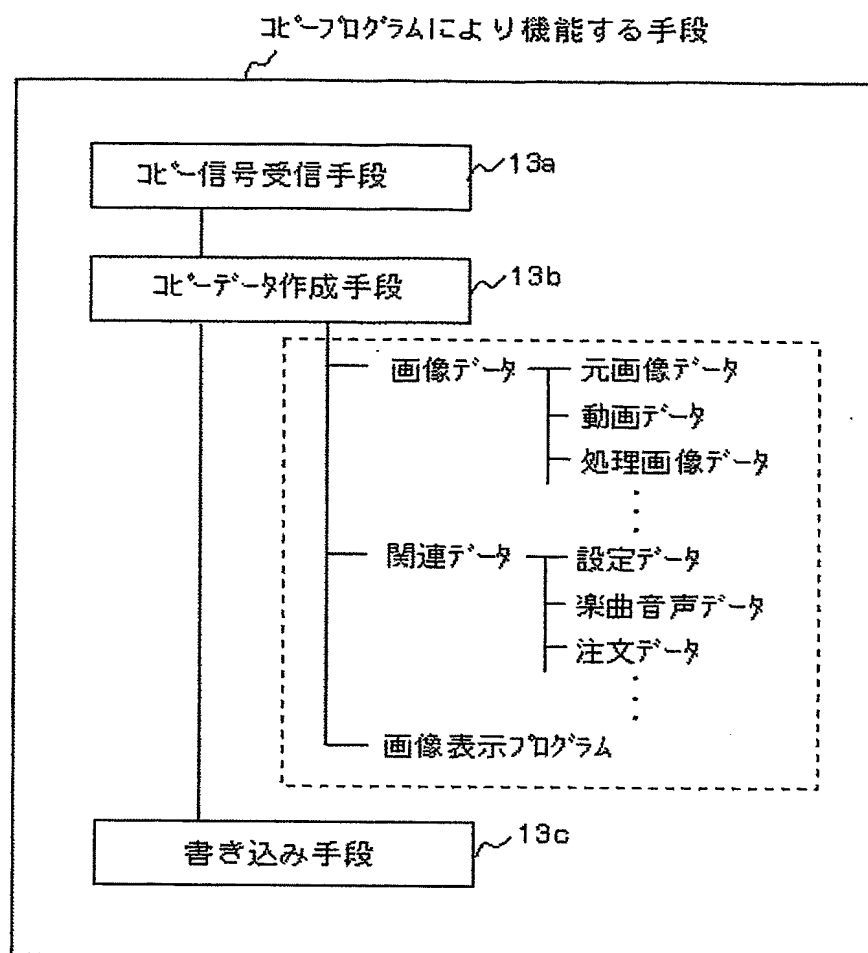 コピープログラムにより機能する手段
コピー信号受信手段 13a
コピーデータ作成手段 13b
画像データ 元画像データ
動画データ
処理画像データ
関連データ 設定データ
楽曲音声データ
注文データ
画像表示プログラム
書き込み手段 13c